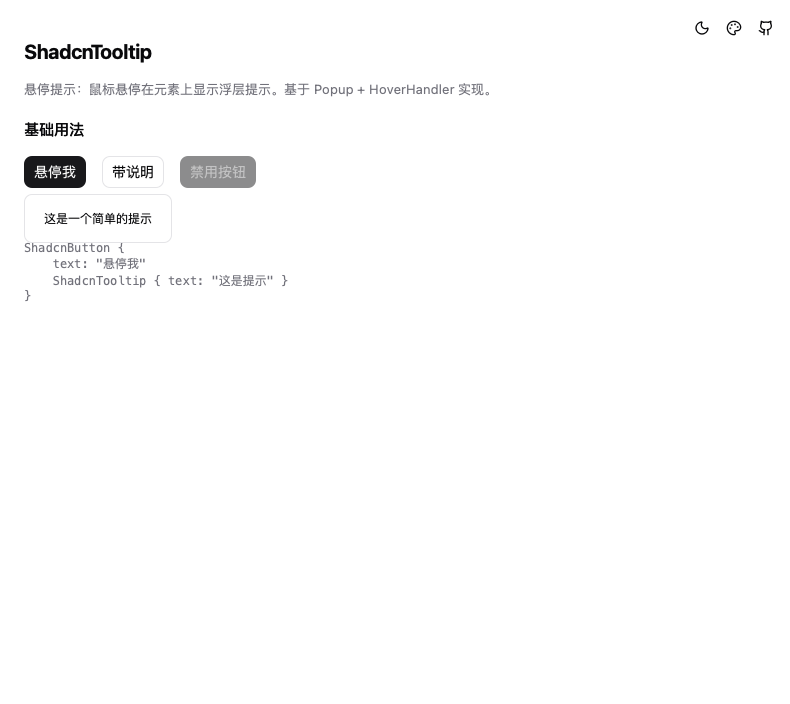 ShadcnTooltip
悬停提示：鼠标悬停在元素上显示浮层提示。基于 Popup + HoverHandler 实现。
基础用法
悬停我 带说明 禁用按钮
这是一个简单的提示
ShadcnButton {
    text: "悬停我"
    ShadcnTooltip { text: "这是提示" }
}